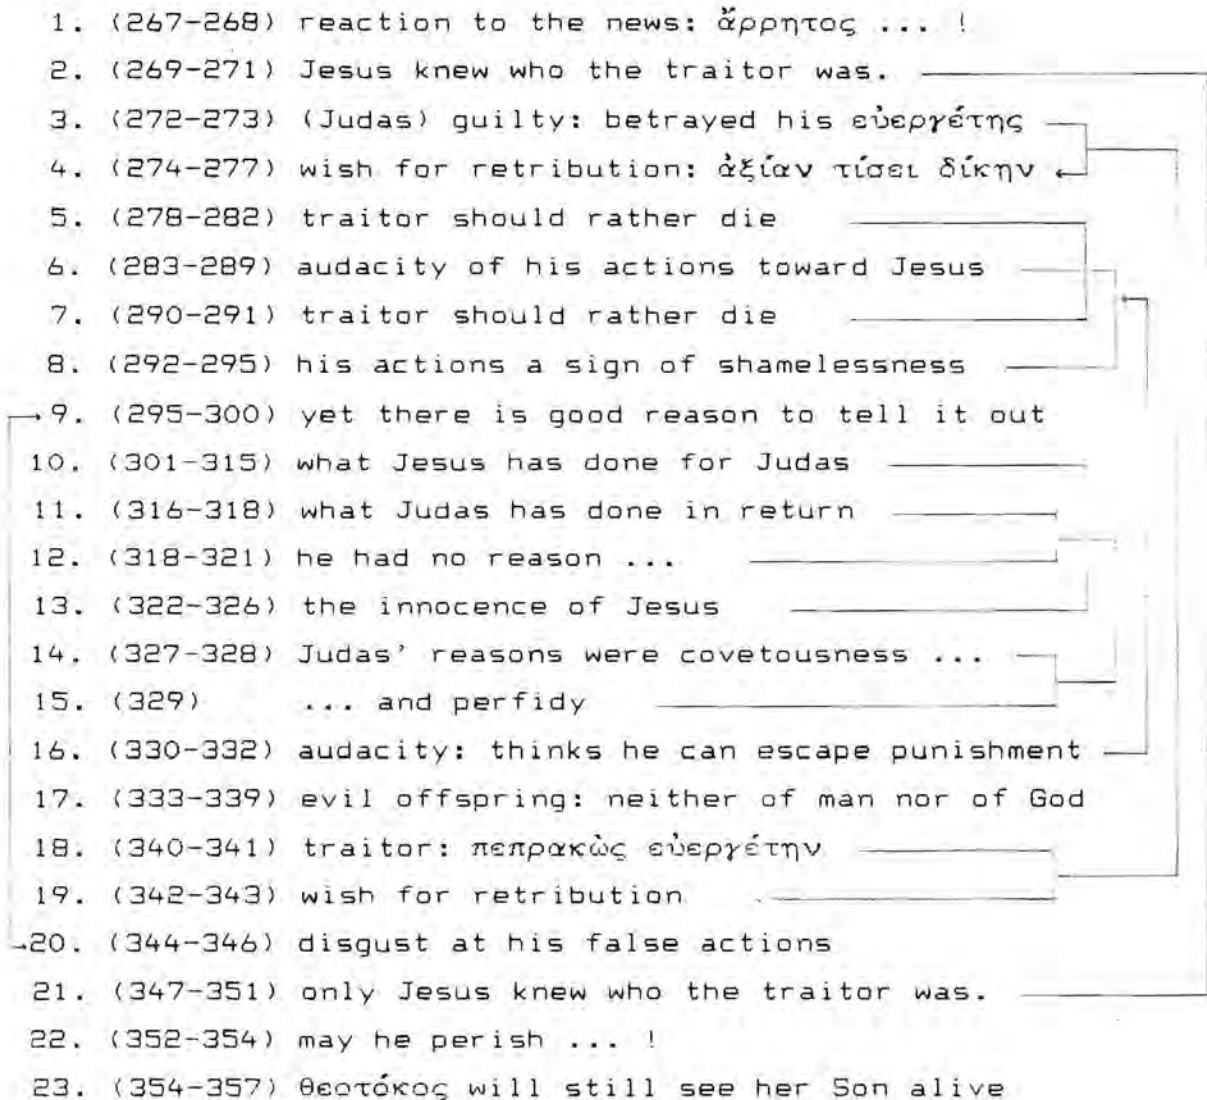 1. (267-268) reaction to the news: ἄρρητος ... !
2. (269-271) Jesus knew who the traitor was.
3. (272-273) (Judas) guilty: betrayed his εὐεργέτης
4. (274-277) wish for retribution: ἀξίαν τίσει δίκην
5. (278-282) traitor should rather die
6. (283-289) audacity of his actions toward Jesus
7. (290-291) traitor should rather die
8. (292-295) his actions a sign of shamelessness
9. (295-300) yet there is good reason to tell it out
10. (301-315) what Jesus has done for Judas
11. (316-318) what Judas has done in return
12. (318-321) he had no reason ...
13. (322-326) the innocence of Jesus
14. (327-328) Judas' reasons were covetousness ...
15. (329) ... and perfidy
16. (330-332) audacity: thinks he can escape punishment
17. (333-339) evil offspring: neither of man nor of God
18. (340-341) traitor: πεπρακὼς εὐεργέτην
19. (342-343) wish for retribution
20. (344-346) disgust at his false actions
21. (347-351) only Jesus knew who the traitor was.
22. (352-354) may he perish ... !
23. (354-357) θεοτόκος will still see her Son alive